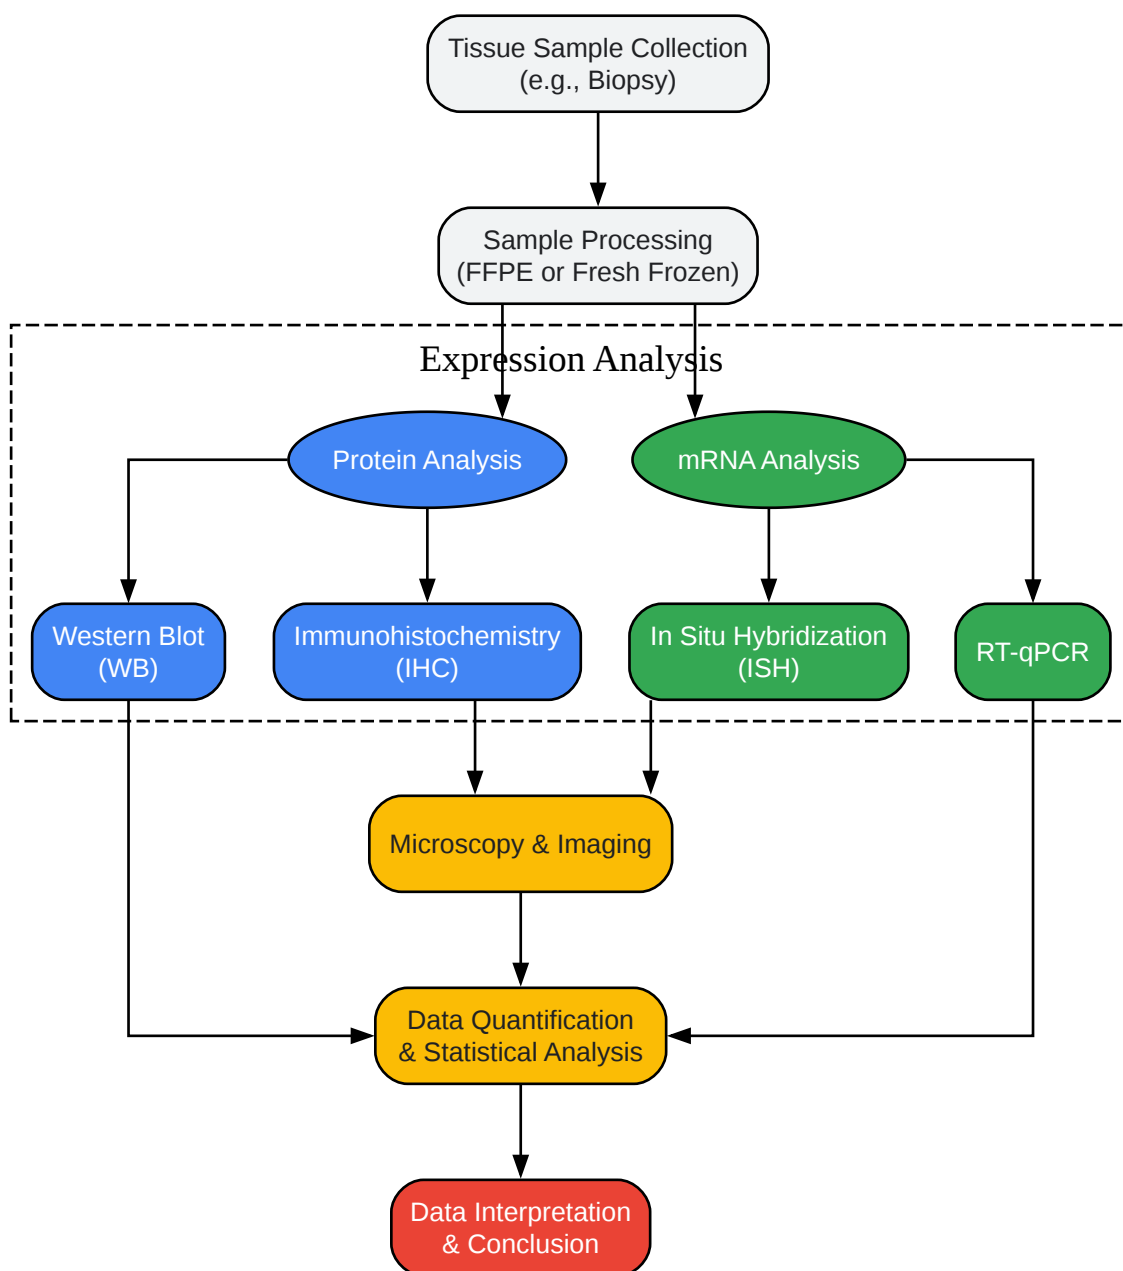 Tissue Sample Collection
(e.g., Biopsy)
Sample Processing
(FFPE or Fresh Frozen)
Expression Analysis
Protein Analysis
mRNA Analysis
Western Blot
(WB)
Immunohistochemistry
(IHC)
In Situ Hybridization
(ISH)
RT-qPCR
Microscopy & Imaging
Data Quantification
& Statistical Analysis
Data Interpretation
& Conclusion